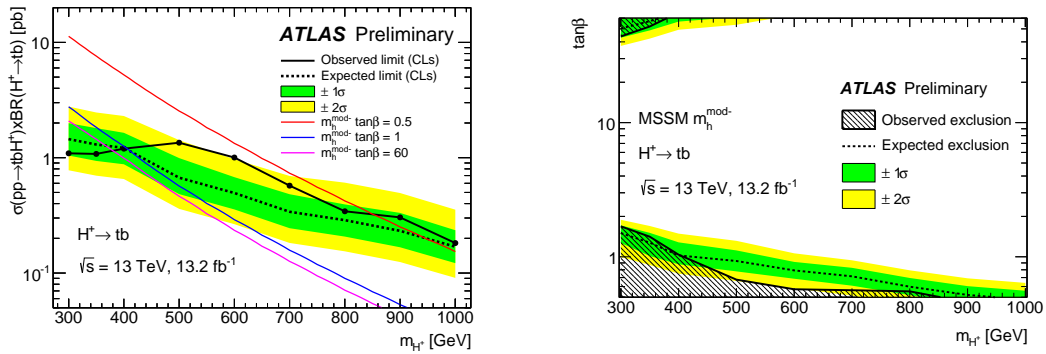 σ(pp→tbH⁺)xBR(H⁺→tb) [pb]
10
1
10⁻¹
ATLAS Preliminary
Observed limit (CLs)
Expected limit (CLs)
± 1σ
± 2σ
m_h^mod- tanβ = 0.5
m_h^mod- tanβ = 1
m_h^mod- tanβ = 60
H⁺→ tb
√s = 13 TeV, 13.2 fb⁻¹
300 400 500 600 700 800 900 1000
m_H⁺ [GeV]
tanβ
10
1
ATLAS Preliminary
MSSM m_h^mod-
H⁺→ tb
√s = 13 TeV, 13.2 fb⁻¹
Observed exclusion
Expected exclusion
± 1σ
± 2σ
300 400 500 600 700 800 900 1000
m_H⁺ [GeV]